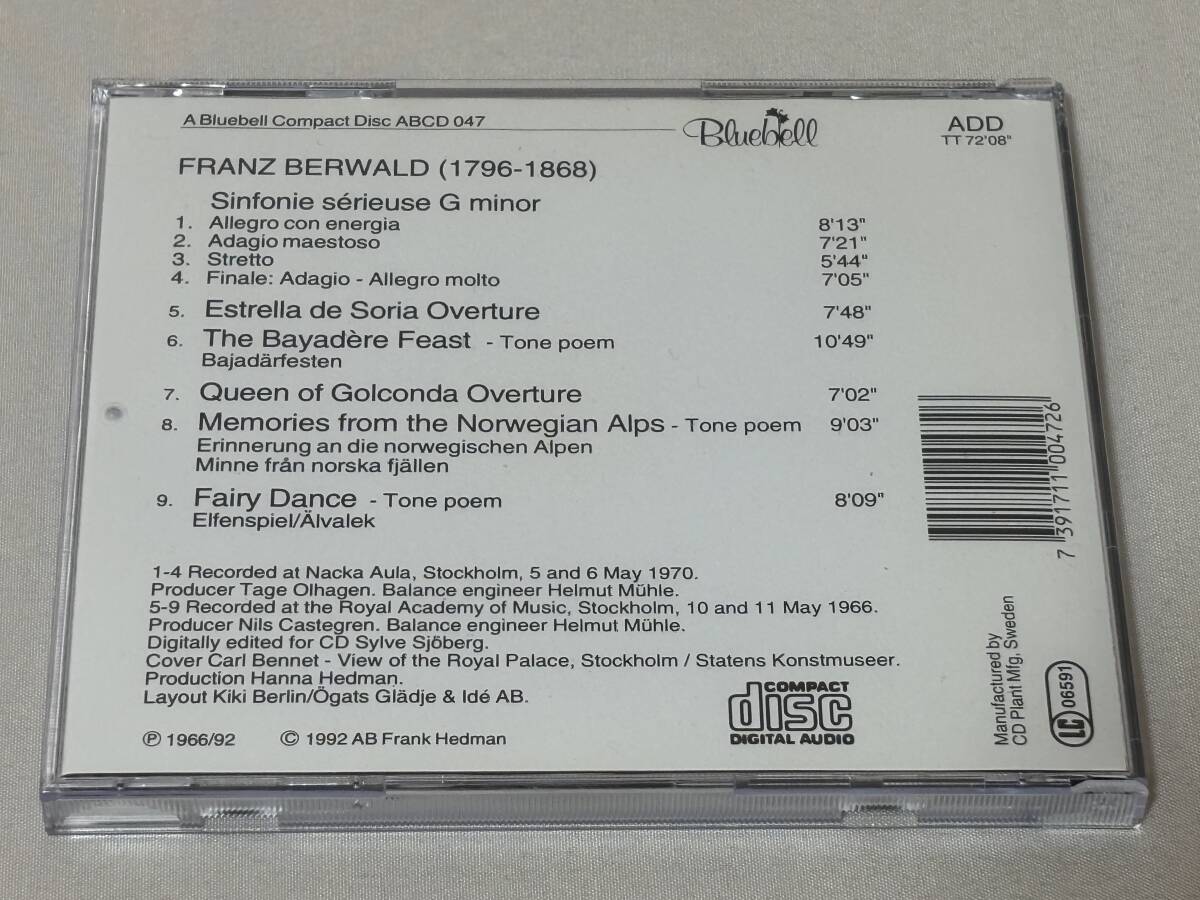 A Bluebell Compact Disc ABCD 047
Bluebell
ADD
TT 72'08"
FRANZ BERWALD (1796-1868)
Sinfonie sérieuse G minor
1. Allegro con energia 8'13"
2. Adagio maestoso 7'21"
3. Stretto 5'44"
4. Finale: Adagio - Allegro molto 7'05"
5. Estrella de Soria Overture 7'48"
6. The Bayadère Feast - Tone poem 10'49"
Bajadärfesten
7. Queen of Golconda Overture 7'02"
8. Memories from the Norwegian Alps - Tone poem 9'03"
Erinnerung an die norwegischen Alpen
Minne från norska fjällen
9. Fairy Dance - Tone poem 8'09"
Elfenspiel/Älvalek
7 391711 004726
1-4 Recorded at Nacka Aula, Stockholm, 5 and 6 May 1970.
Producer Tage Olhagen. Balance engineer Helmut Mühle.
5-9 Recorded at the Royal Academy of Music, Stockholm, 10 and 11 May 1966.
Producer Nils Castegren. Balance engineer Helmut Mühle.
Digitally edited for CD Sylve Sjöberg.
Cover Carl Bennet - View of the Royal Palace, Stockholm / Statens Konstmuseer.
Production Hanna Hedman.
Layout Kiki Berlin/Ögats Glädje & Idé AB.
℗ 1966/92 © 1992 AB Frank Hedman
COMPACT
disc
DIGITAL AUDIO
Manufactured by
CD Plant Mfg, Sweden
LC 06591